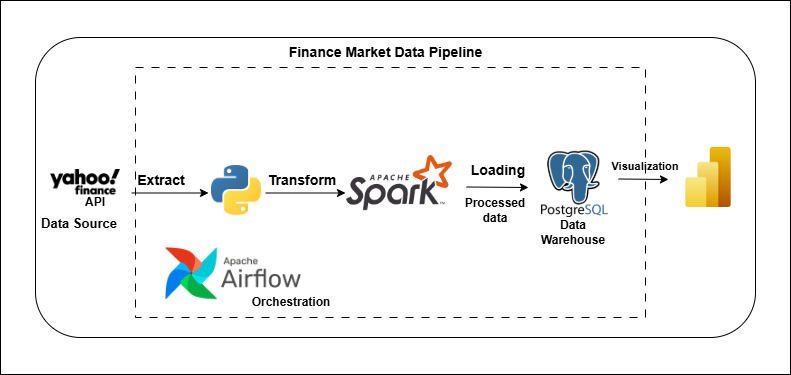 Finance Market Data Pipeline
yahoo!
finance
API
Data Source
Extract
Transform
APACHE
Spark™
Loading
Processed
data
PostgreSQL
Data
Warehouse
Visualization
Apache
Airflow
Orchestration